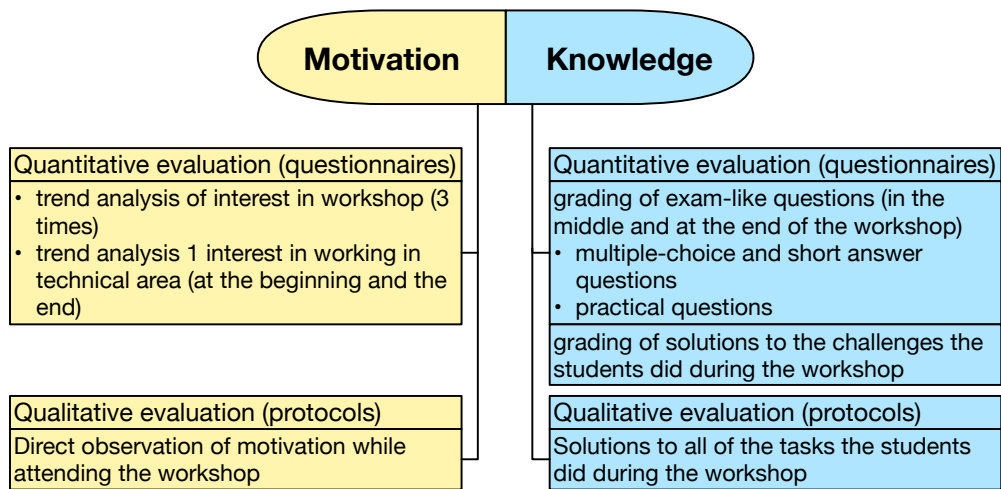 Motivation
Knowledge
Quantitative evaluation (questionnaires)
• trend analysis of interest in workshop (3
times)
• trend analysis 1 interest in working in
technical area (at the beginning and the
end)
Qualitative evaluation (protocols)
Direct observation of motivation while
attending the workshop
Quantitative evaluation (questionnaires)
grading of exam-like questions (in the
middle and at the end of the workshop)
• multiple-choice and short answer
questions
• practical questions
grading of solutions to the challenges the
students did during the workshop
Qualitative evaluation (protocols)
Solutions to all of the tasks the students
did during the workshop